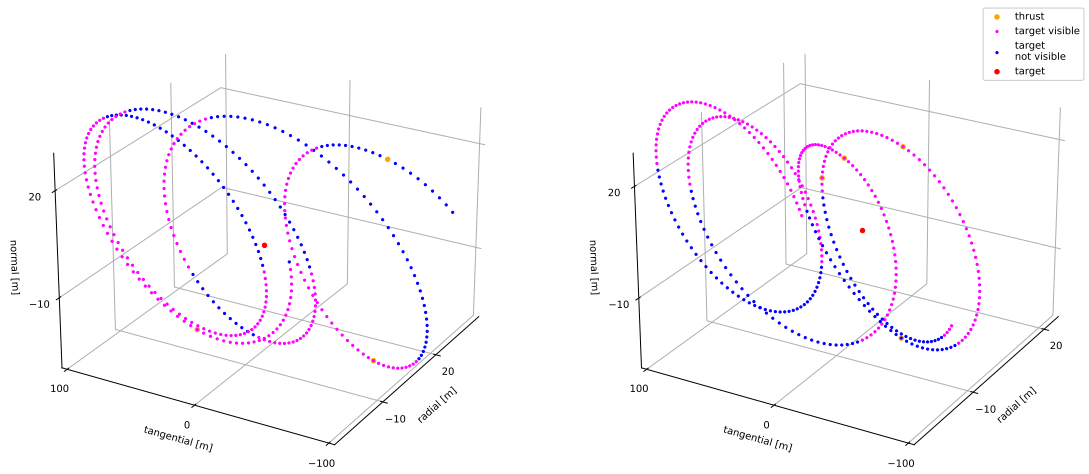 thrust
target visible
target
not visible
target
20
−10
normal [m]
100
0
−100
tangential [m]
−10
20
radial [m]
20
−10
normal [m]
100
0
−100
tangential [m]
−10
20
radial [m]